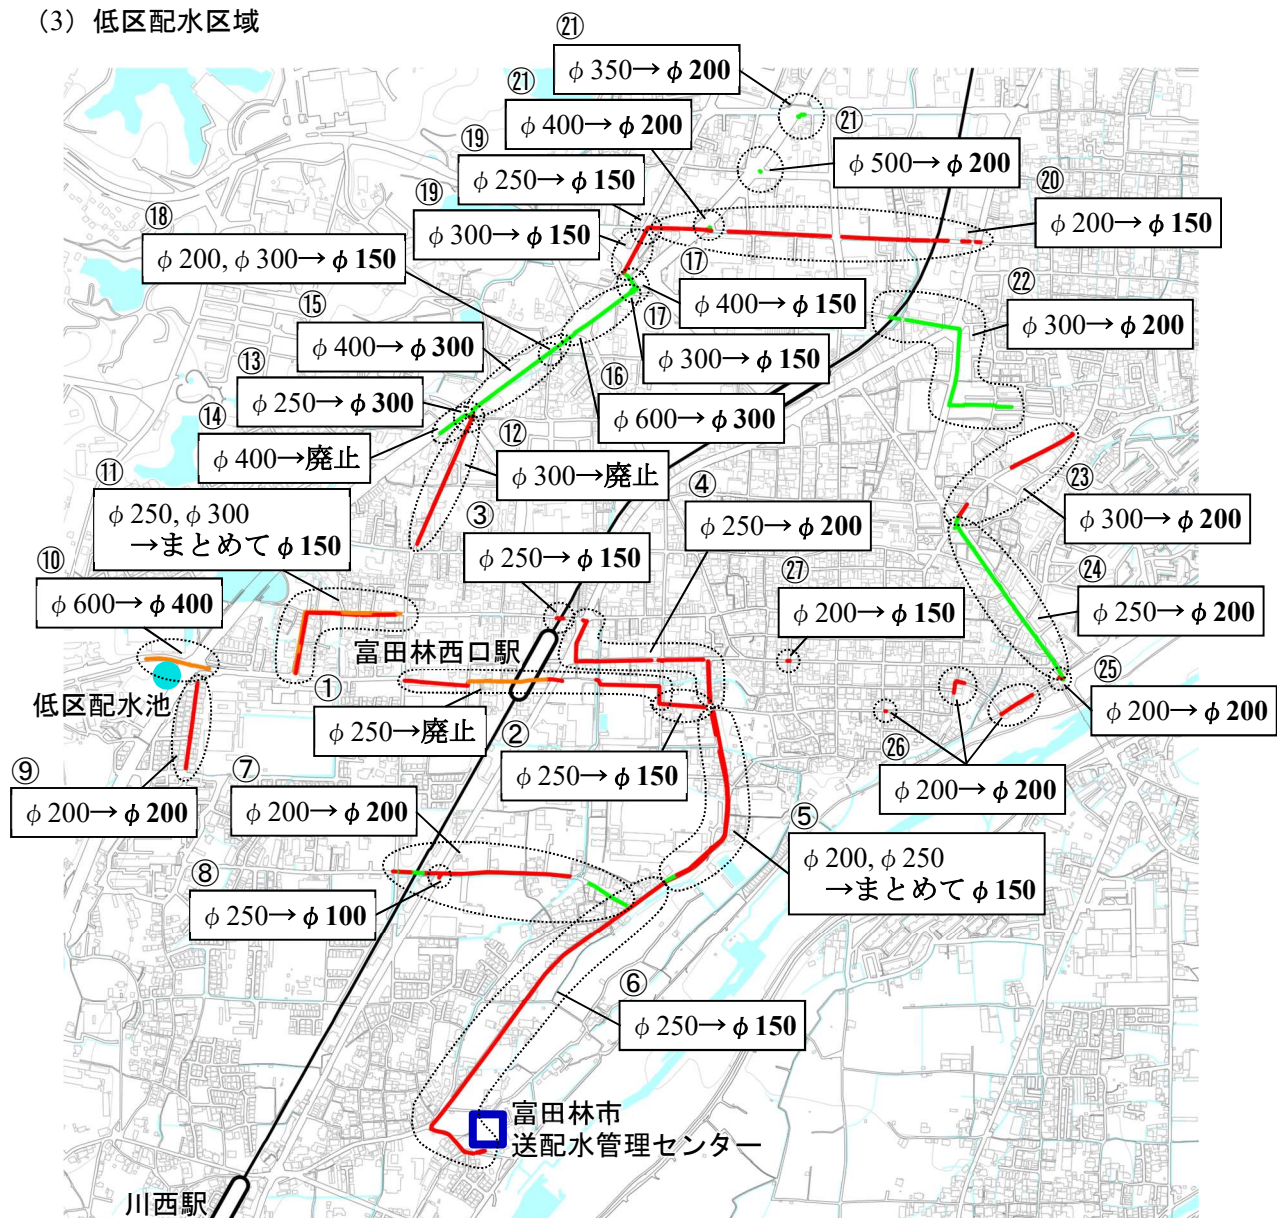 (3) 低区配水区域
㉑
φ350→φ200
㉑
φ400→φ200
㉑
φ500→φ200
⑲
φ250→φ150
⑳
φ200→φ150
⑲
φ300→φ150
⑱
φ200, φ300→φ150
⑰
φ400→φ150
㉒
φ300→φ200
⑮
φ400→φ300
⑰
φ300→φ150
⑬
φ250→φ300
⑯
φ600→φ300
⑭
φ400→廃止
⑫
φ300→廃止
⑪
φ250, φ300
→まとめてφ150
③
φ250→φ150
④
φ250→φ200
㉓
φ300→φ200
⑩
φ600→φ400
㉗
φ200→φ150
㉔
φ250→φ200
富田林西口駅
低区配水池
①
φ250→廃止
㉕
φ200→φ200
②
φ250→φ150
㉖
φ200→φ200
⑨
φ200→φ200
⑦
φ200→φ200
⑤
φ200, φ250
→まとめてφ150
⑧
φ250→φ100
⑥
φ250→φ150
富田林市
送配水管理センター
川西駅